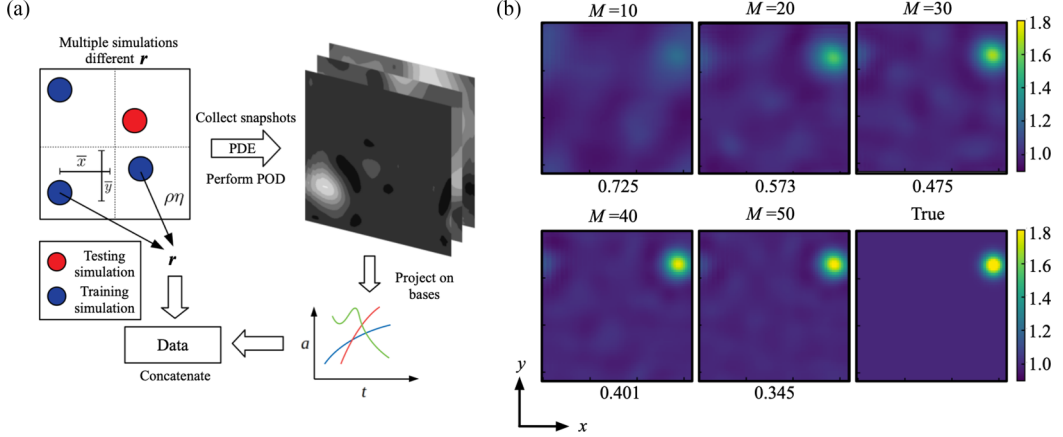 (a)
Multiple simulations
different r
x̅
y̅
ρη
r
Testing
simulation
Training
simulation
Collect snapshots
PDE
Perform POD
Project on
bases
a
t
Data
Concatenate
(b)
M =10
M =20
M =30
1.8
1.6
1.4
1.2
1.0
0.725
0.573
0.475
M =40
M =50
True
1.8
1.6
1.4
1.2
1.0
0.401
0.345
y
x